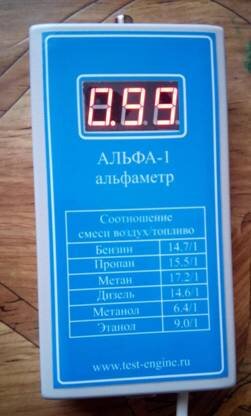 0.99
АЛЬФА-1
альфаметр
Соотношение
смеси воздух/топливо
Бензин 14.7/1
Пропан 15.5/1
Метан 17.2/1
Дизель 14.6/1
Метанол 6.4/1
Этанол 9.0/1
www.test-engine.ru